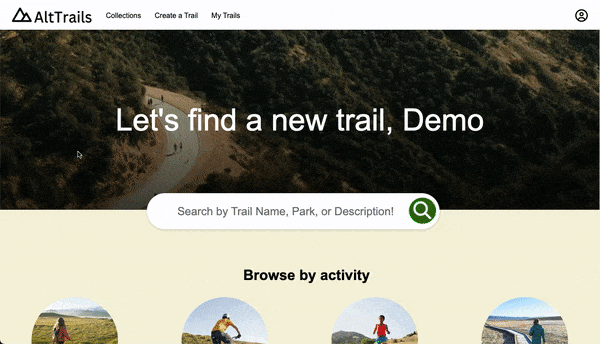 AltTrails
Collections
Create a Trail
My Trails
Let's find a new trail, Demo
Search by Trail Name, Park, or Description!
Browse by activity